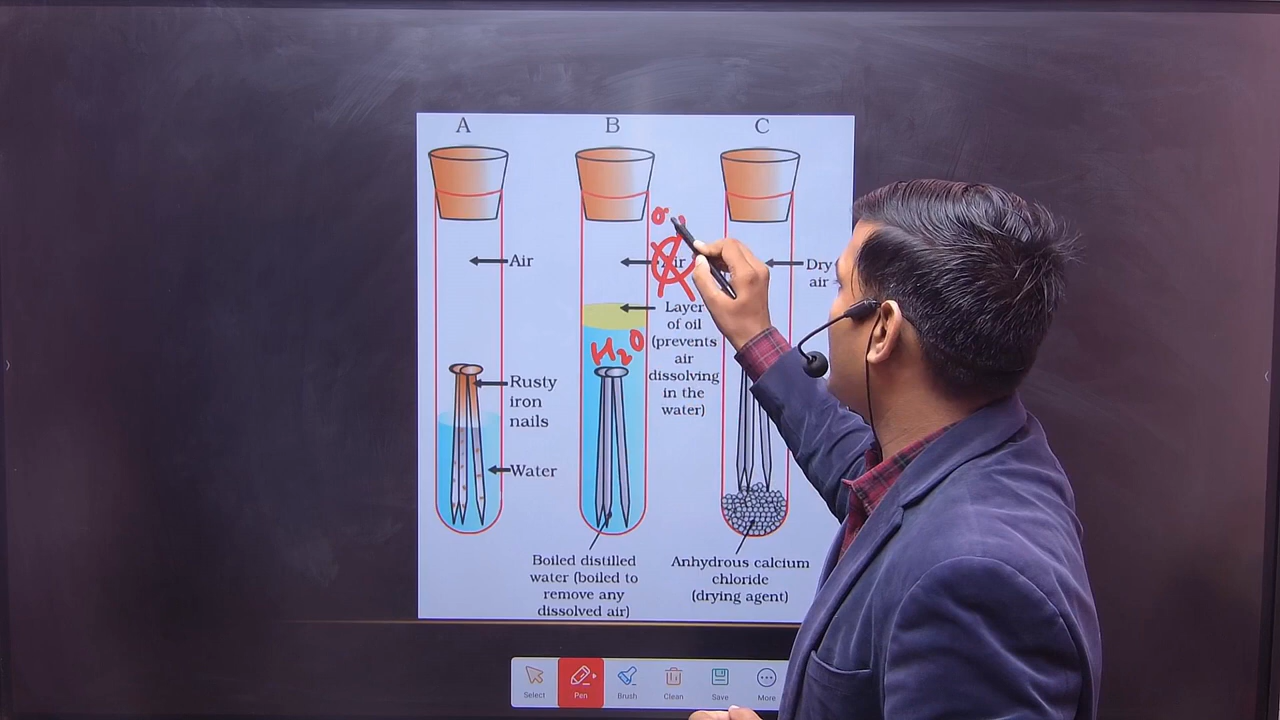 A
B
C
Air
Air
Dry
air
Layer
of oil
(prevents
air
dissolving
in the
water)
H2O
Rusty
iron
nails
Water
Boiled distilled
water (boiled to
remove any
dissolved air)
Anhydrous calcium
chloride
(drying agent)
Select
Pen
Brush
Clean
Save
More